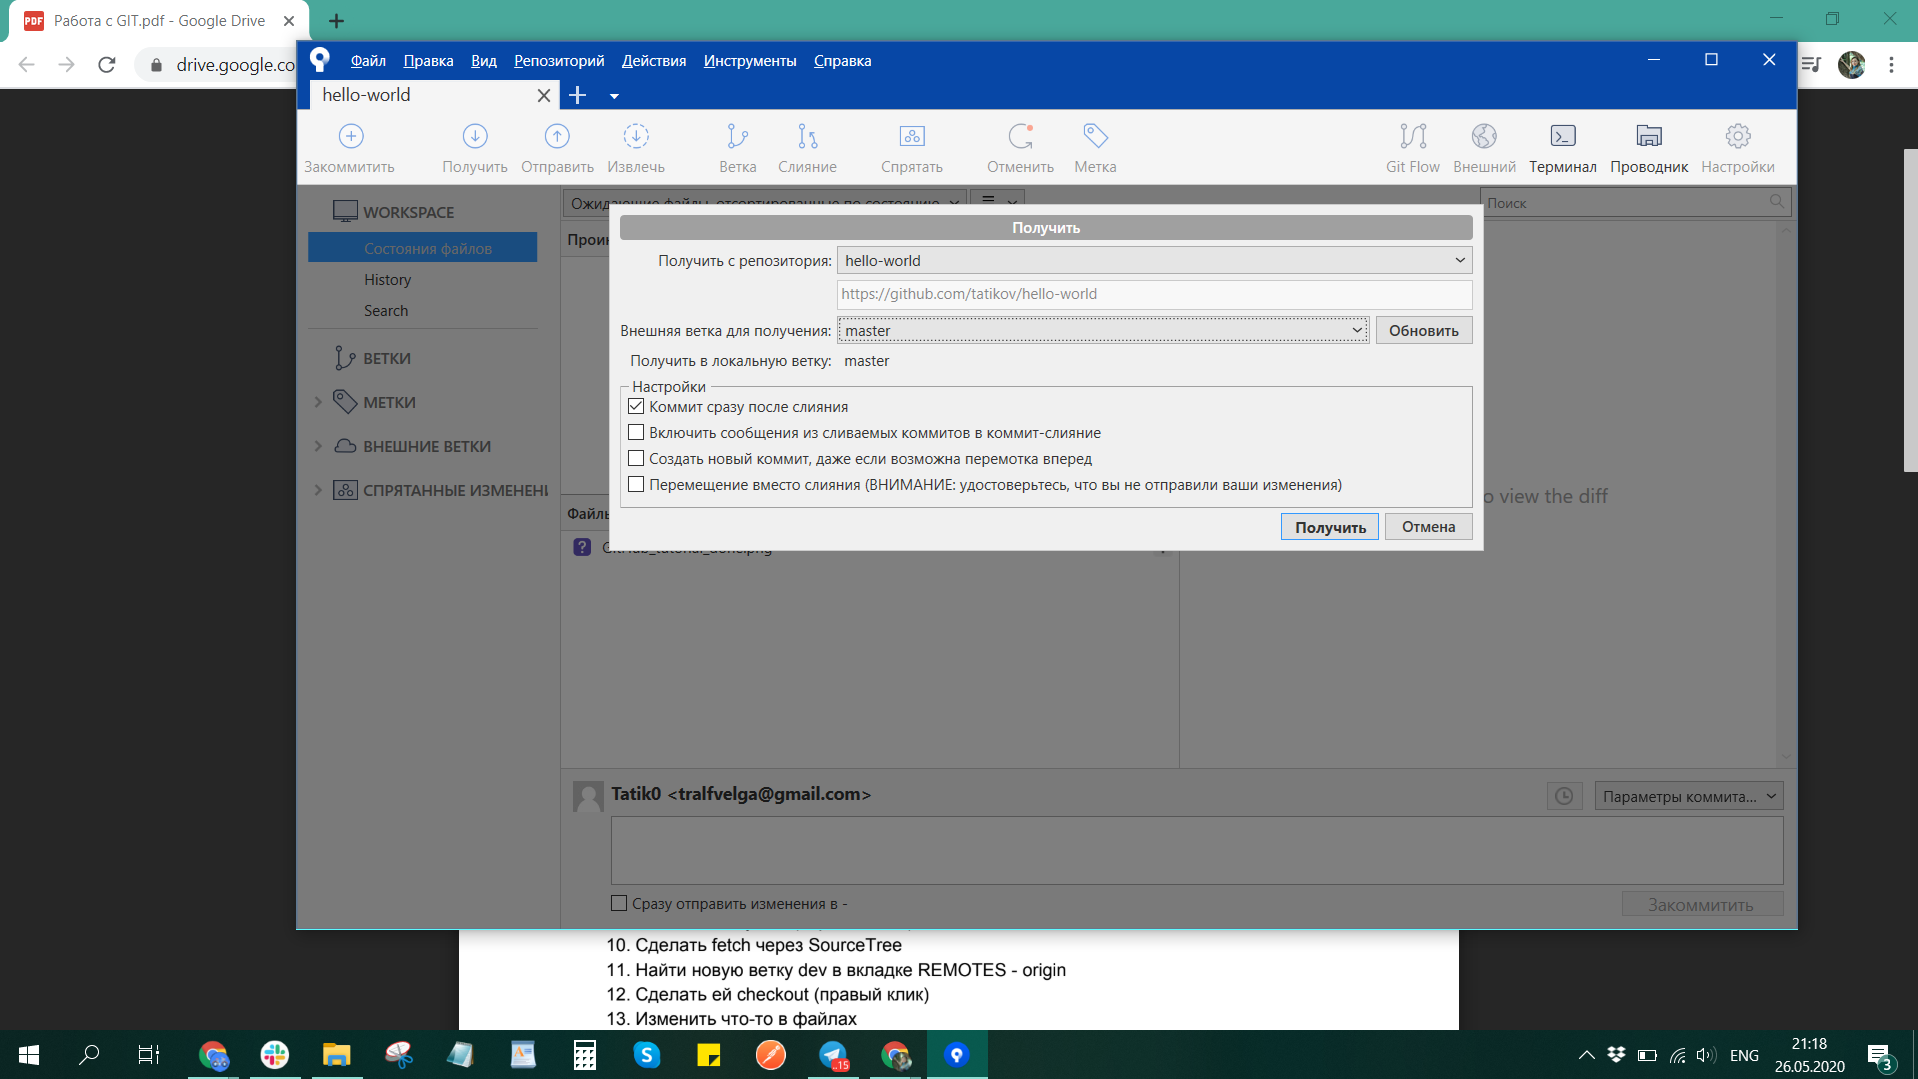 Работа с GIT.pdf - Google Drive
drive.google.co
Файл Правка Вид Репозиторий Действия Инструменты Справка
hello-world
Закоммитить Получить Отправить Извлечь Ветка Слияние Спрятать Отменить Метка Git Flow Внешний Терминал Проводник Настройки
WORKSPACE
Состояния файлов
History
Search
ВЕТКИ
МЕТКИ
ВНЕШНИЕ ВЕТКИ
СПРЯТАННЫЕ ИЗМЕНЕНИ
Ожидающие файлы, отсортированные по состоянию
Поиск
Получить
Получить с репозитория: hello-world
https://github.com/tatikov/hello-world
Внешняя ветка для получения: master Обновить
Получить в локальную ветку: master
Настройки
Коммит сразу после слияния
Включить сообщения из сливаемых коммитов в коммит-слияние
Создать новый коммит, даже если возможна перемотка вперед
Перемещение вместо слияния (ВНИМАНИЕ: удостоверьтесь, что вы не отправили ваши изменения)
Получить Отмена
o view the diff
Tatik0 <tralfvelga@gmail.com>
Параметры коммита...
Сразу отправить изменения в -
Закоммитить
10. Сделать fetch через SourceTree
11. Найти новую ветку dev в вкладке REMOTES - origin
12. Сделать ей checkout (правый клик)
13. Изменить что-то в файлах
..15
ENG
21:18
26.05.2020
3